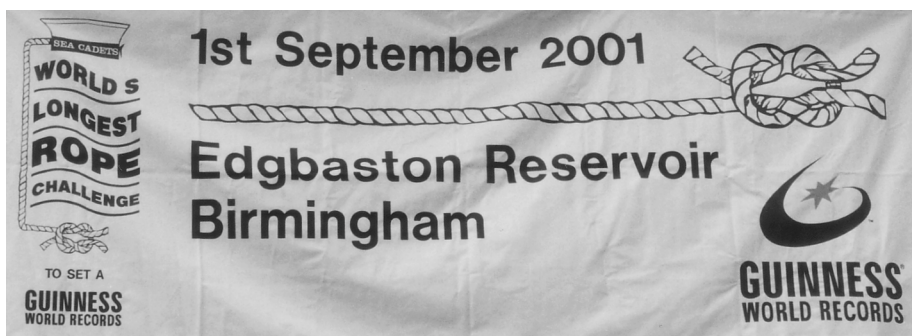 SEA CADETS
WORLD S
LONGEST
ROPE
CHALLENGE
TO SET A
GUINNESS
WORLD RECORDS
1st September 2001
Edgbaston Reservoir
Birmingham
GUINNESS®
WORLD RECORDS